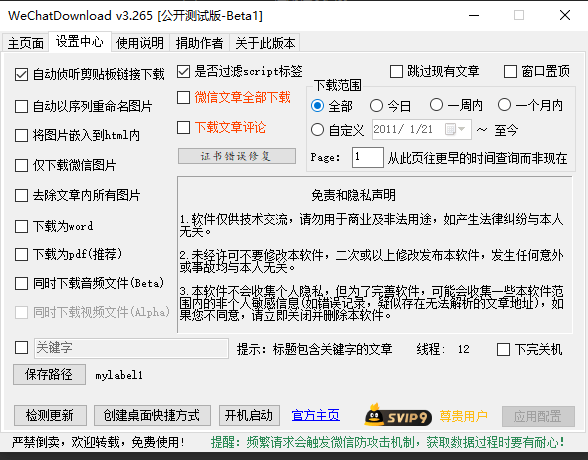 WeChatDownload v3.265 [公开测试版-Beta1]
主页面 设置中心 使用说明 捐助作者 关于此版本
自动侦听剪贴板链接下载 是否过滤script标签 跳过现有文章 窗口置顶
自动以序列重命名图片 微信文章全部下载
下载范围
全部 今日 一周内 一个月内
将图片嵌入到html内 下载文章评论
自定义 2011/ 1/21 ～ 至今
仅下载微信图片 证书错误修复
Page: 1 从此页往更早的时间查询而非现在
去除文章内所有图片
下载为word
下载为pdf(推荐)
同时下载音频文件(Beta)
同时下载视频文件(Alpha)
免责和隐私声明
1.软件仅供技术交流，请勿用于商业及非法用途，如产生法律纠纷与本人
无关。
2.未经许可不要修改本软件，二次或以上修改发布本软件，发生任何意外
或事故均与本人无关。
3.本软件不会收集个人隐私，但为了完善软件，可能会收集一些本软件范
围内的非个人敏感信息(如错误记录，疑似存在无法解析的文章地址)，如
果您不同意，请立即关闭并删除本软件。
关键字 提示: 标题包含关键字的文章 线程: 12 下完关机
保存路径 mylabel1
检测更新 创建桌面快捷方式 开机启动 官方主页 SVIP9 尊贵用户 应用配置
严禁倒卖，欢迎转载，免费使用! 提醒: 频繁请求会触发微信防攻击机制，获取数据过程时要有耐心!